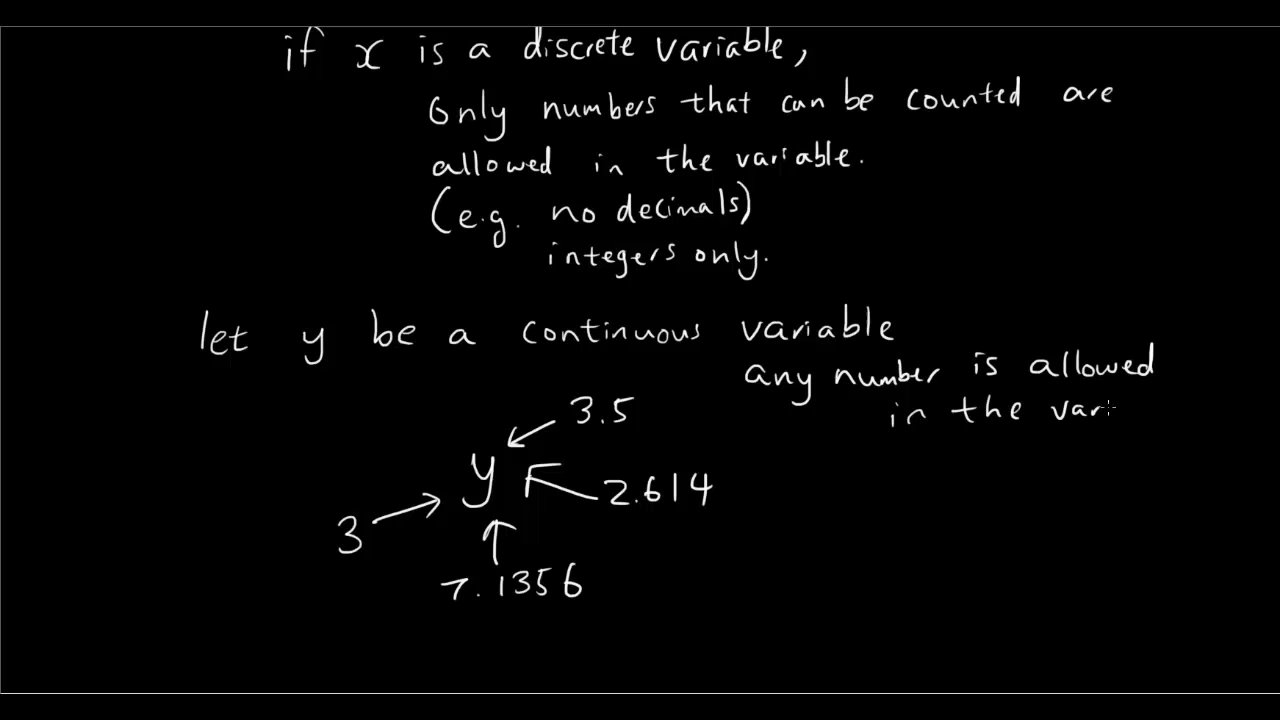 if x is a discrete variable,
Only numbers that can be counted are
allowed in the variable.
(e.g. no decimals)
integers only.
let y be a continuous variable
any number is allowed
in the var
3.5
y
2.614
3
7.1356